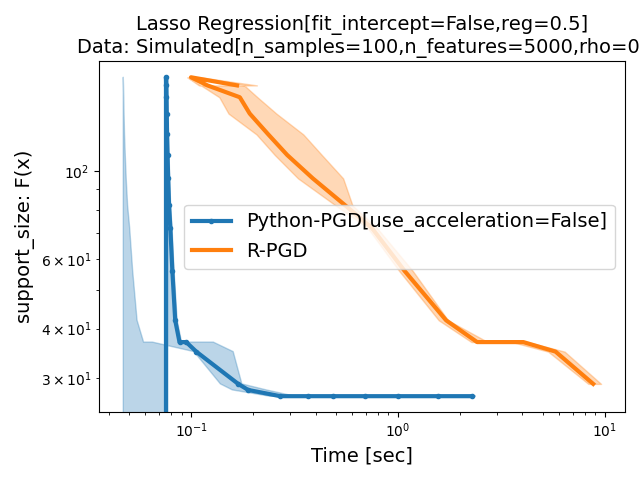 Lasso Regression[fit_intercept=False,reg=0.5]
Data: Simulated[n_samples=100,n_features=5000,rho=0
support_size: F(x)
10²
6 × 10¹
4 × 10¹
3 × 10¹
Python-PGD[use_acceleration=False]
R-PGD
10⁻¹
10⁰
10¹
Time [sec]